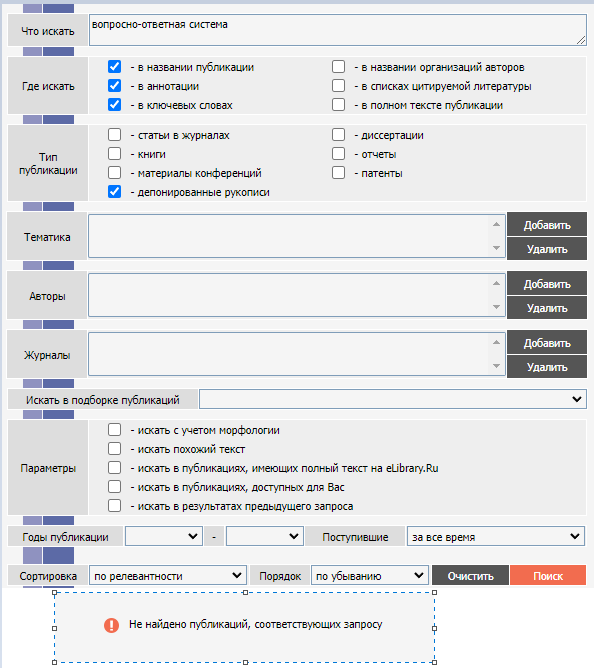 Что искать
вопросно-ответная система
Где искать
- в названии публикации
- в названии организаций авторов
- в аннотации
- в списках цитируемой литературы
- в ключевых словах
- в полном тексте публикации
Тип публикации
- статьи в журналах
- диссертации
- книги
- отчеты
- материалы конференций
- патенты
- депонированные рукописи
Тематика
Добавить
Удалить
Авторы
Добавить
Удалить
Журналы
Добавить
Удалить
Искать в подборке публикаций
Параметры
- искать с учетом морфологии
- искать похожий текст
- искать в публикациях, имеющих полный текст на eLibrary.Ru
- искать в публикациях, доступных для Вас
- искать в результатах предыдущего запроса
Годы публикации
-
Поступившие
за все время
Сортировка
по релевантности
Порядок
по убыванию
Очистить
Поиск
Не найдено публикаций, соответствующих запросу